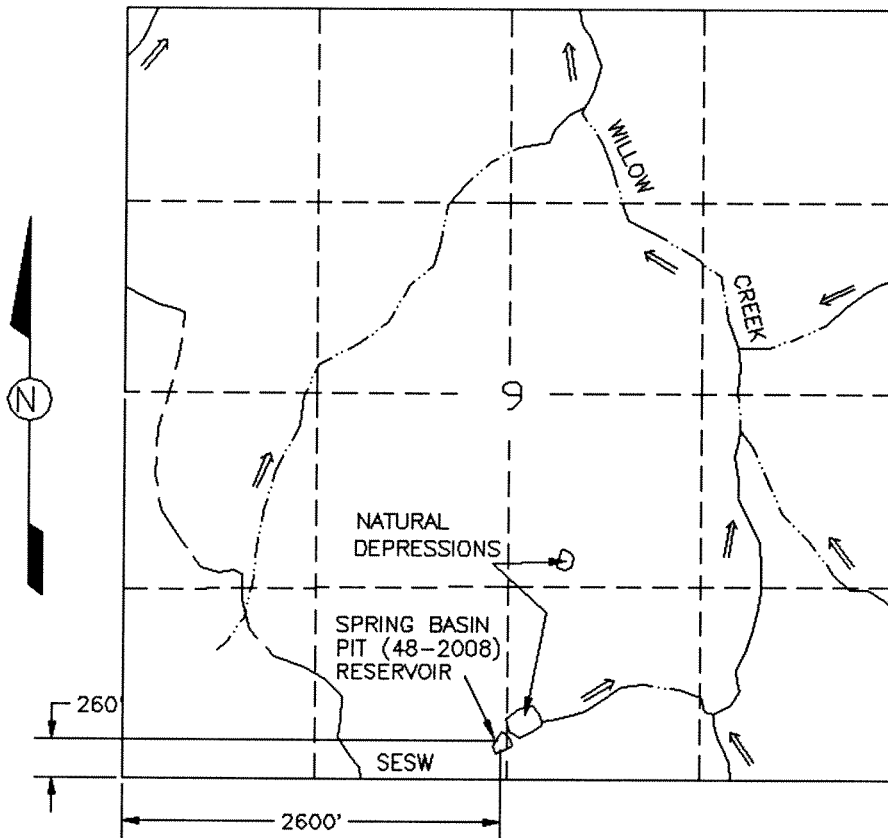 WILLOW
CREEK
N
9
NATURAL
DEPRESSIONS
SPRING BASIN
PIT (48-2008)
RESERVOIR
260'
SESW
2600'